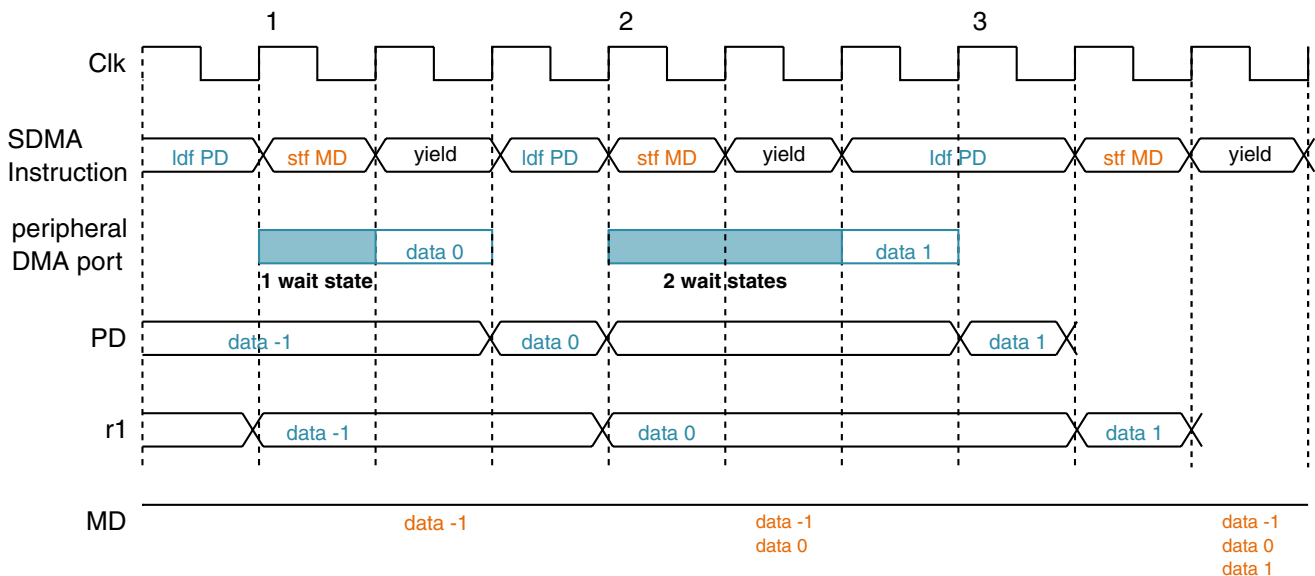 1 2 3
Clk
SDMA
Instruction
ldf PD stf MD yield ldf PD stf MD yield ldf PD stf MD yield
peripheral
DMA port
data 0 data 1
1 wait state 2 wait states
PD
data -1 data 0 data 1
r1
data -1 data 0 data 1
MD
data -1 data -1 data -1
data 0 data 0
data 1